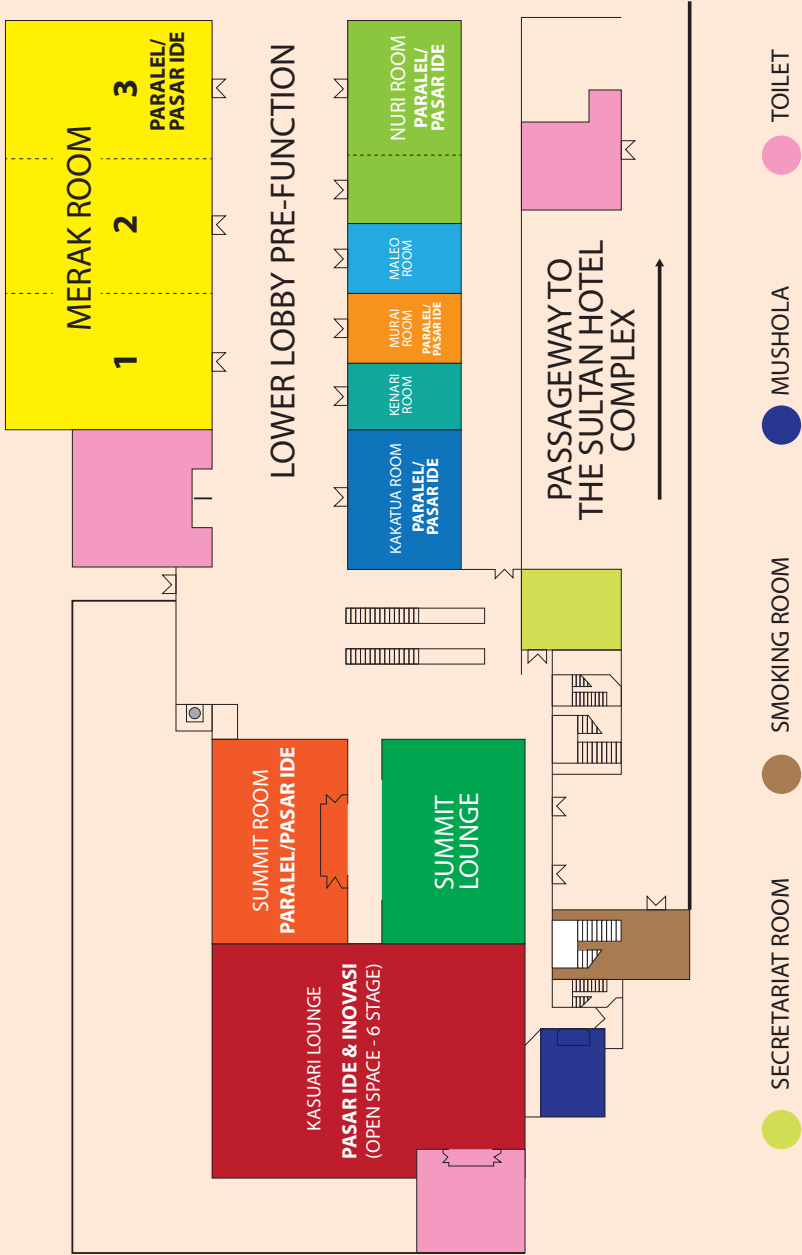 MERAK ROOM
1
2
3
PARALEL/
PASAR IDE
LOWER LOBBY PRE-FUNCTION
KAKATUA ROOM
PARALEL/
PASAR IDE
KENARI
ROOM
MURAI
ROOM
PARALEL/
PASAR IDE
MALEO
ROOM
NURI ROOM
PARALEL/
PASAR IDE
SUMMIT ROOM
PARALEL/PASAR IDE
SUMMIT
LOUNGE
KASUARI LOUNGE
PASAR IDE & INOVASI
(OPEN SPACE - 6 STAGE)
PASSAGEWAY TO
THE SULTAN HOTEL
COMPLEX
SECRETARIAT ROOM
SMOKING ROOM
MUSHOLA
TOILET